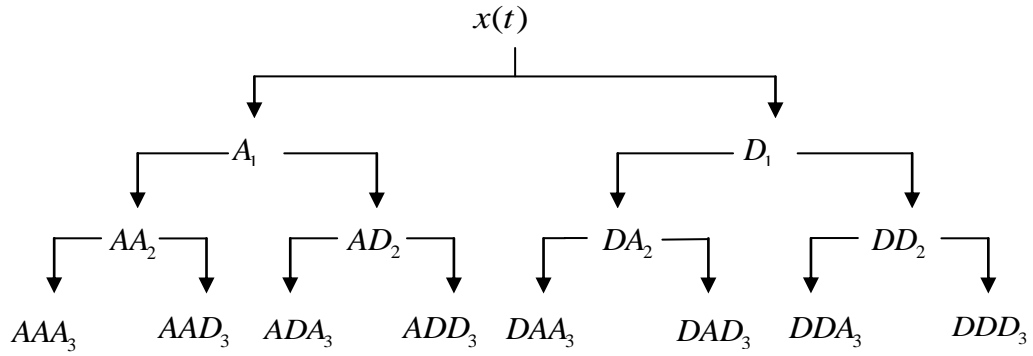 x(t)
A₁ D₁
AA₂ AD₂ DA₂ DD₂
AAA₃ AAD₃ ADA₃ ADD₃ DAA₃ DAD₃ DDA₃ DDD₃